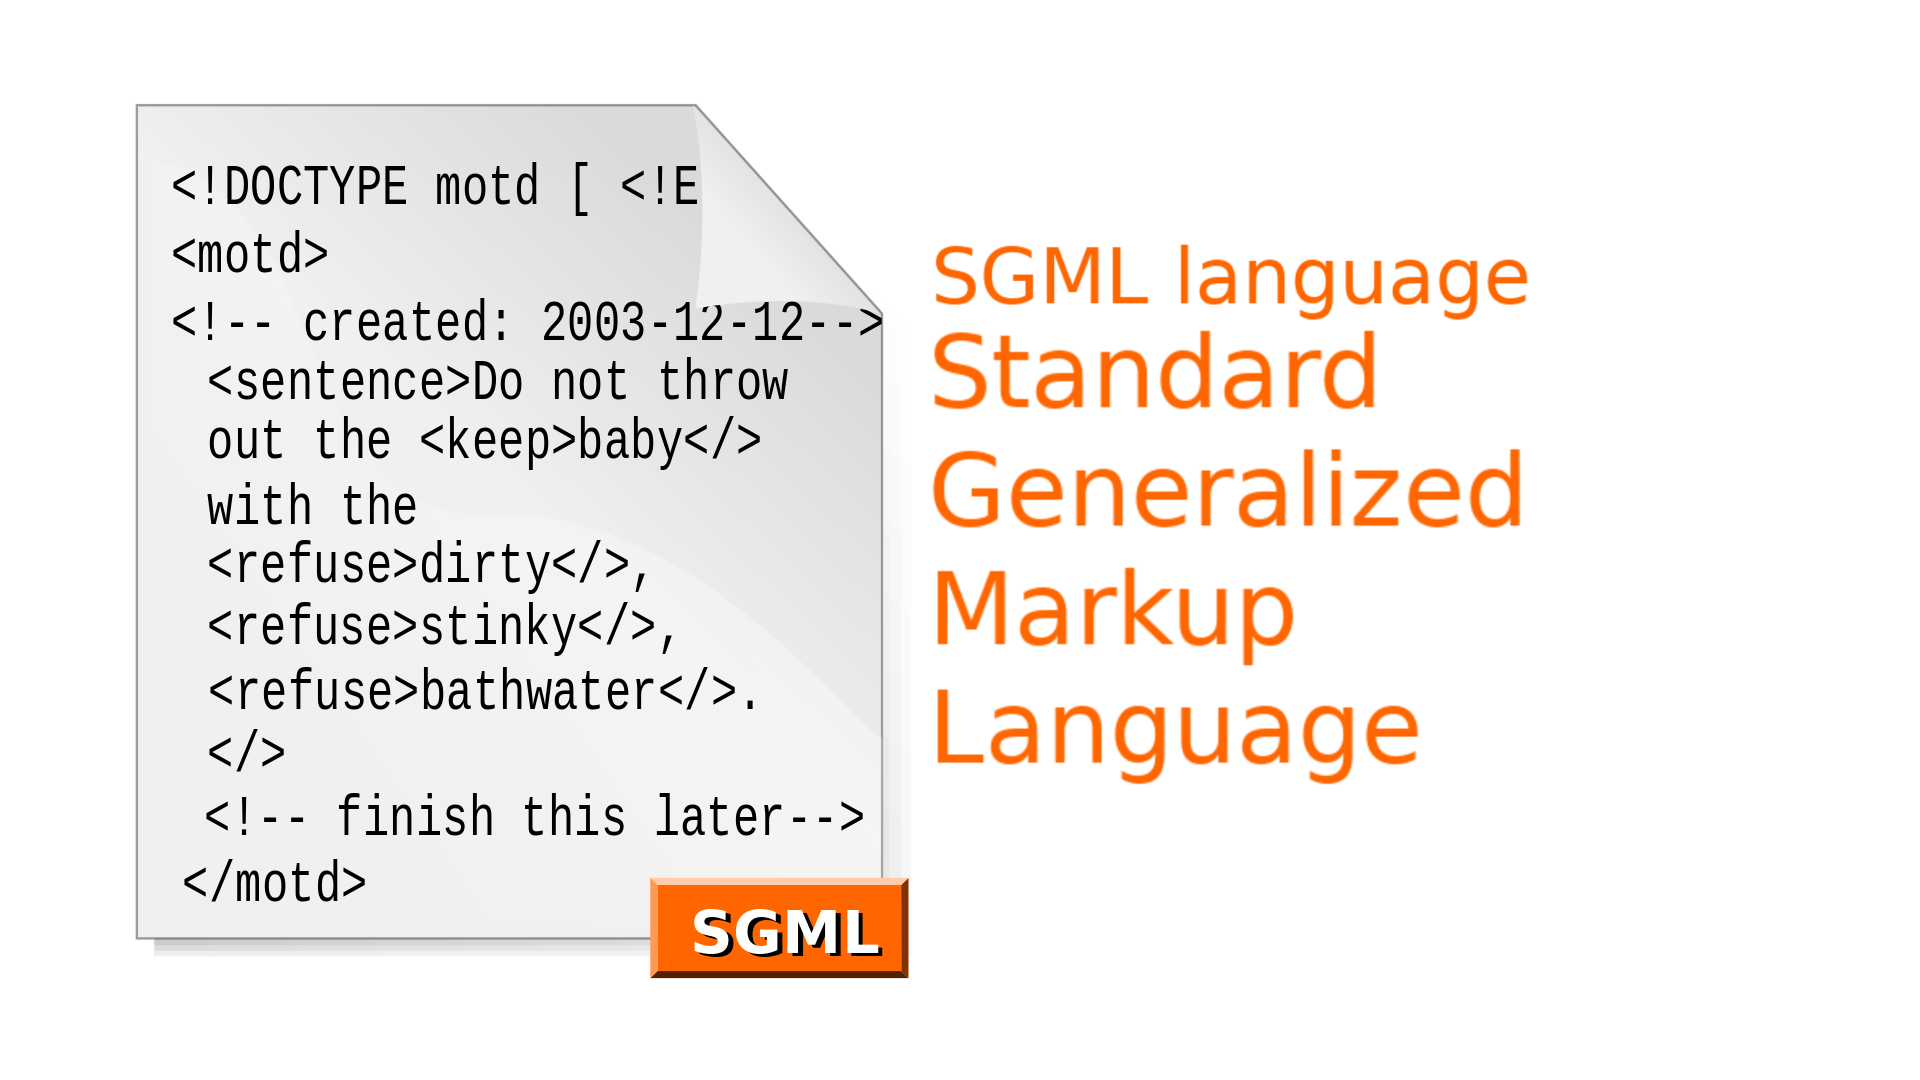 <!DOCTYPE motd [ <!E
<motd>
<!-- created: 2003-12-12-->
<sentence>Do not throw
out the <keep>baby</>
with the
<refuse>dirty</>,
<refuse>stinky</>,
<refuse>bathwater</>.
</>
<!-- finish this later-->
</motd>
SGML
SGML language
Standard
Generalized
Markup
Language